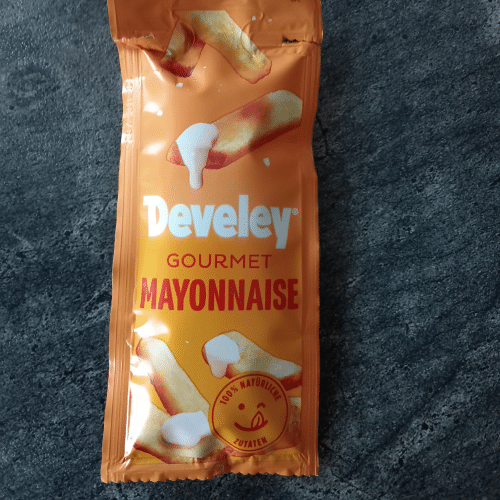 Develey®
GOURMET
MAYONNAISE
100% NATÜRLICHE
ZUTATEN